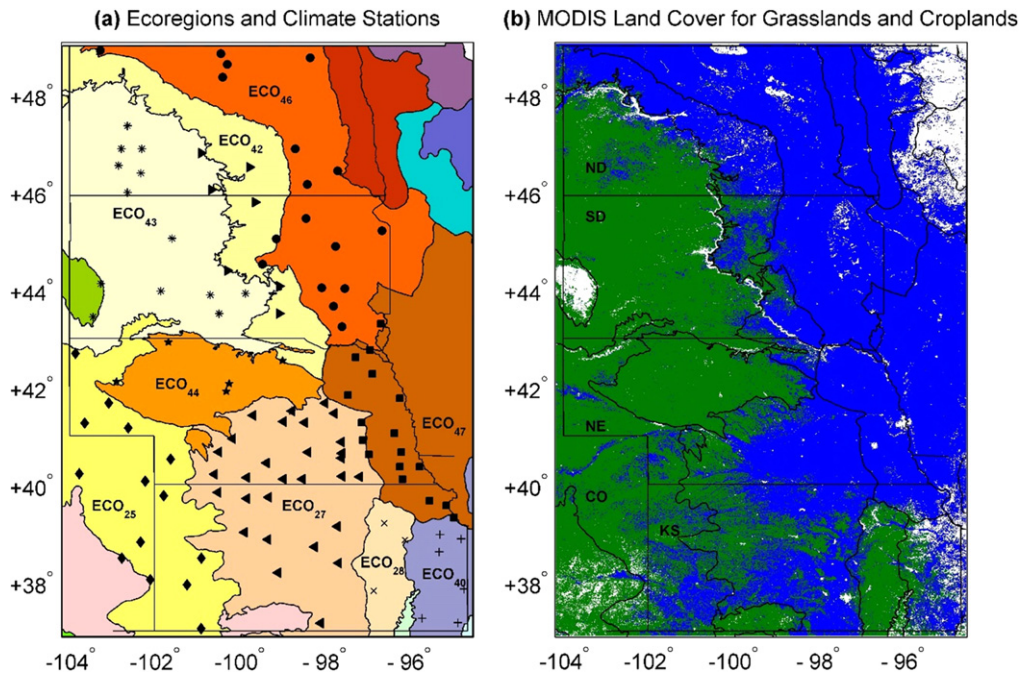 (a) Ecoregions and Climate Stations
(b) MODIS Land Cover for Grasslands and Croplands
+48°
+46°
+44°
+42°
+40°
+38°
-104°
-102°
-100°
- 98°
- 96°
ECO46
ECO42
ECO43
ECO44
ECO47
ECO25
ECO27
ECO28
ECO40
+48°
+46°
+44°
+42°
+40°
+38°
-104°
-102°
-100°
- 98°
- 96°
ND
SD
NE
CO
KS